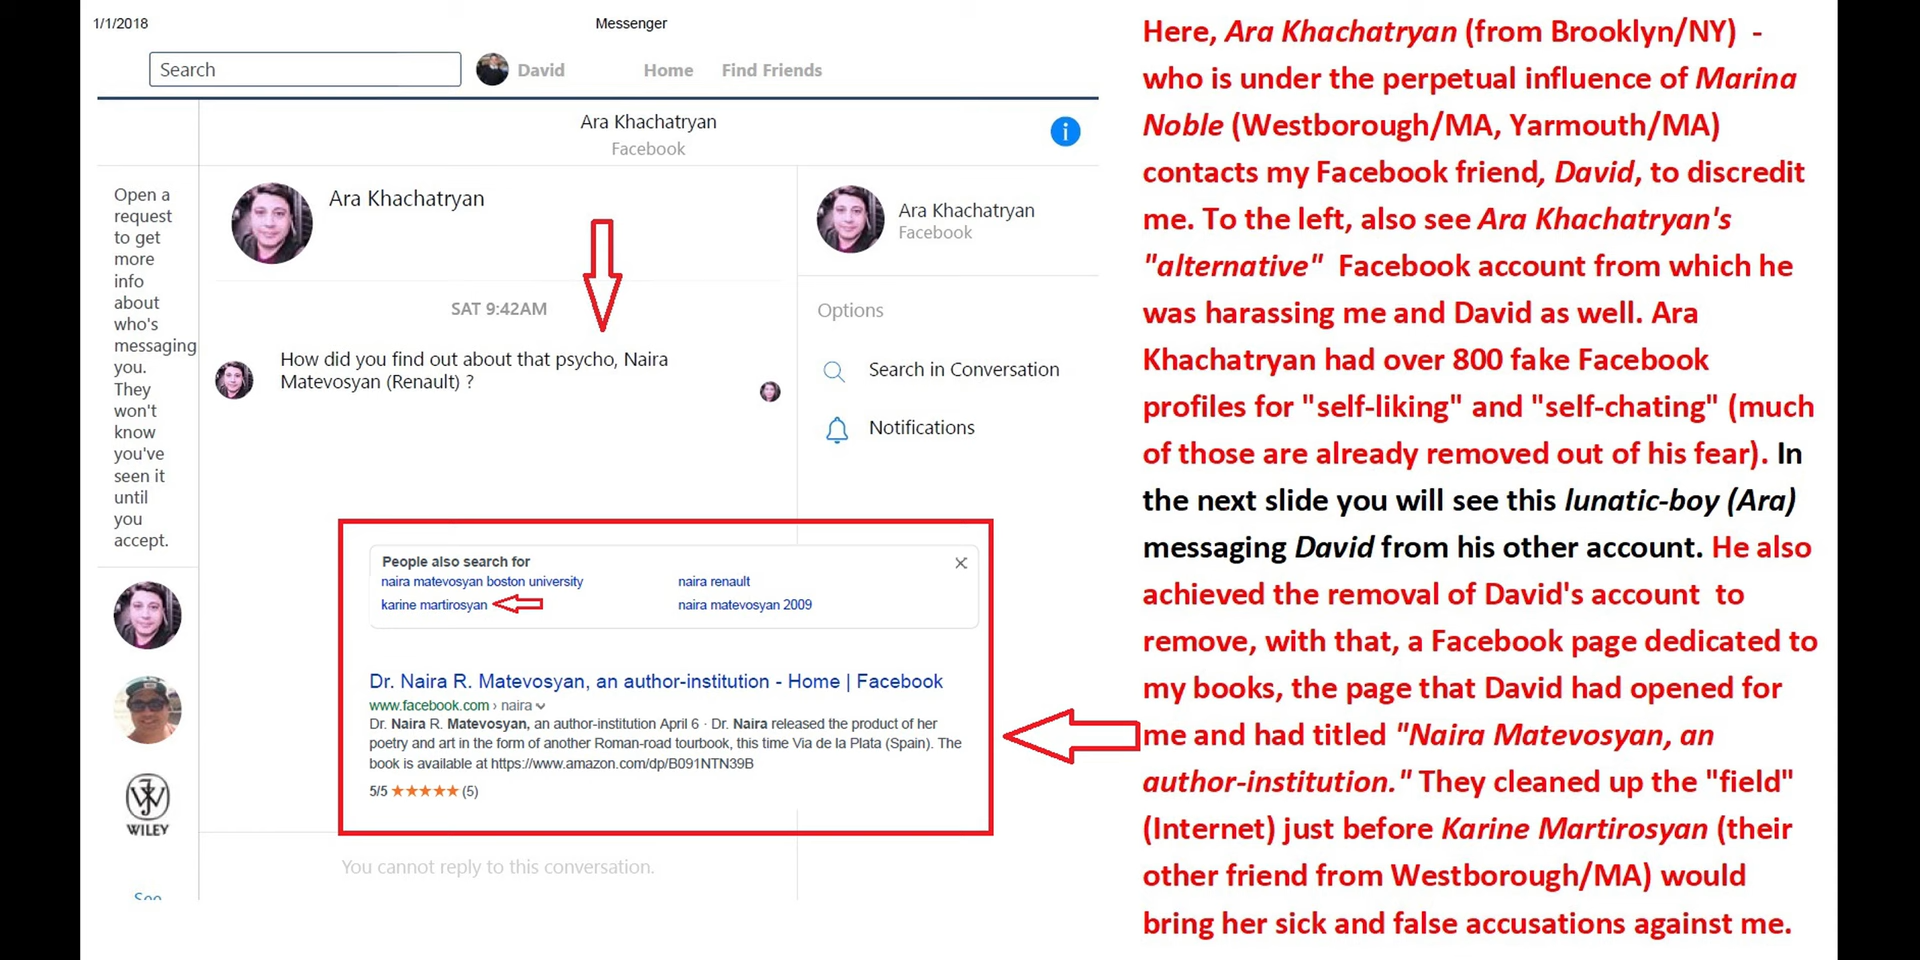 1/1/2018
Messenger
Search
David
Home
Find Friends
Ara Khachatryan
Facebook
Open a
request
to get
more
info
about
who's
messaging
you.
They
won't
know
you've
seen it
until
you
accept.
Ara Khachatryan
SAT 9:42AM
How did you find out about that psycho, Naira
Matevosyan (Renault) ?
Ara Khachatryan
Facebook
Options
Search in Conversation
Notifications
People also search for
naira matevosyan boston university
naira renault
karine martirosyan
naira matevosyan 2009
Dr. Naira R. Matevosyan, an author-institution - Home | Facebook
www.facebook.com › naira
Dr. Naira R. Matevosyan, an author-institution April 6 · Dr. Naira released the product of her
poetry and art in the form of another Roman-road tourbook, this time Via de la Plata (Spain). The
book is available at https://www.amazon.com/dp/B091NTN39B
5/5 ★★★★★ (5)
WILEY
See
You cannot reply to this conversation.
Here, Ara Khachatryan (from Brooklyn/NY) -
who is under the perpetual influence of Marina
Noble (Westborough/MA, Yarmouth/MA)
contacts my Facebook friend, David, to discredit
me. To the left, also see Ara Khachatryan's
"alternative" Facebook account from which he
was harassing me and David as well. Ara
Khachatryan had over 800 fake Facebook
profiles for "self-liking" and "self-chating" (much
of those are already removed out of his fear). In
the next slide you will see this lunatic-boy (Ara)
messaging David from his other account. He also
achieved the removal of David's account to
remove, with that, a Facebook page dedicated to
my books, the page that David had opened for
me and had titled "Naira Matevosyan, an
author-institution." They cleaned up the "field"
(Internet) just before Karine Martirosyan (their
other friend from Westborough/MA) would
bring her sick and false accusations against me.